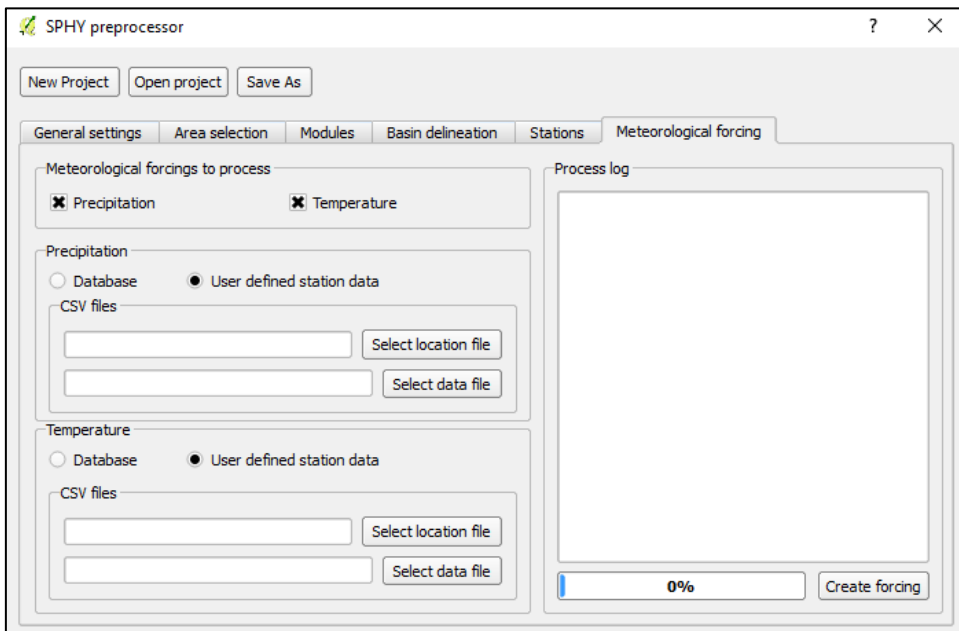 SPHY preprocessor ?
New Project Open project Save As
General settings Area selection Modules Basin delineation Stations Meteorological forcing
Meteorological forcings to process
Precipitation Temperature
Precipitation
Database User defined station data
CSV files
Select location file
Select data file
Temperature
Database User defined station data
CSV files
Select location file
Select data file
Process log
0% Create forcing